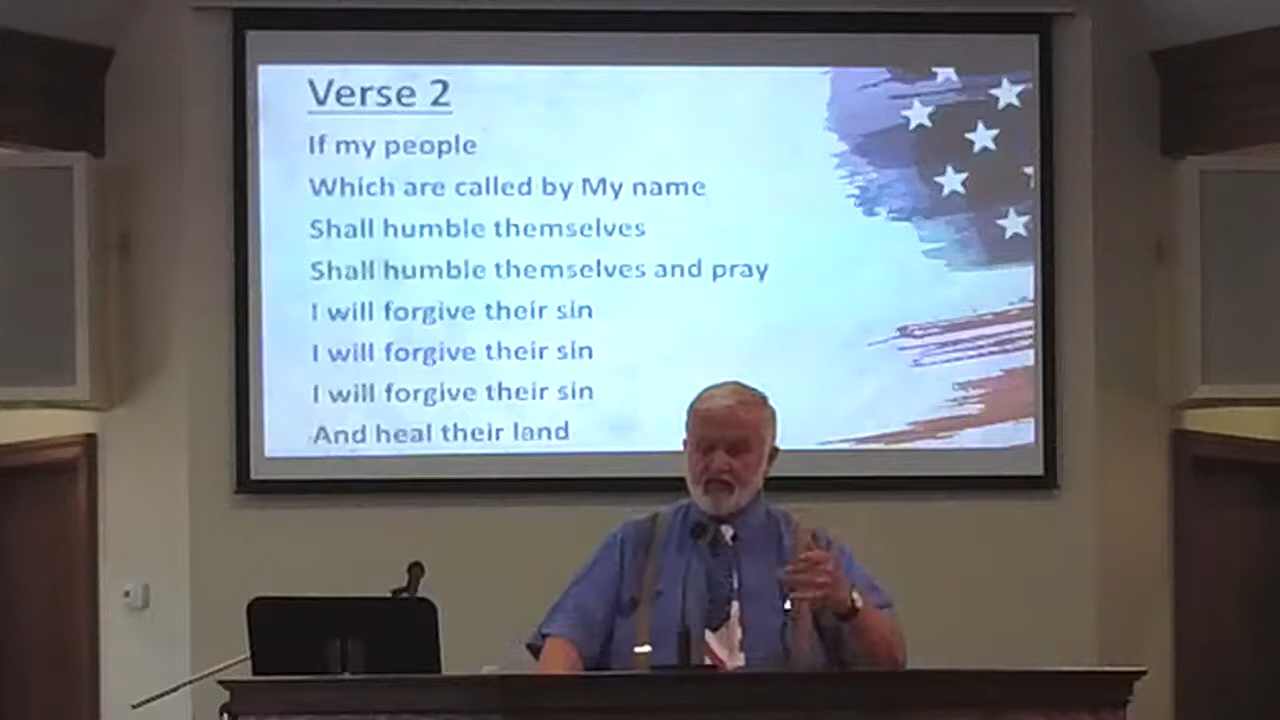 Verse 2
If my people
Which are called by My name
Shall humble themselves
Shall humble themselves and pray
I will forgive their sin
I will forgive their sin
I will forgive their sin
And heal their land